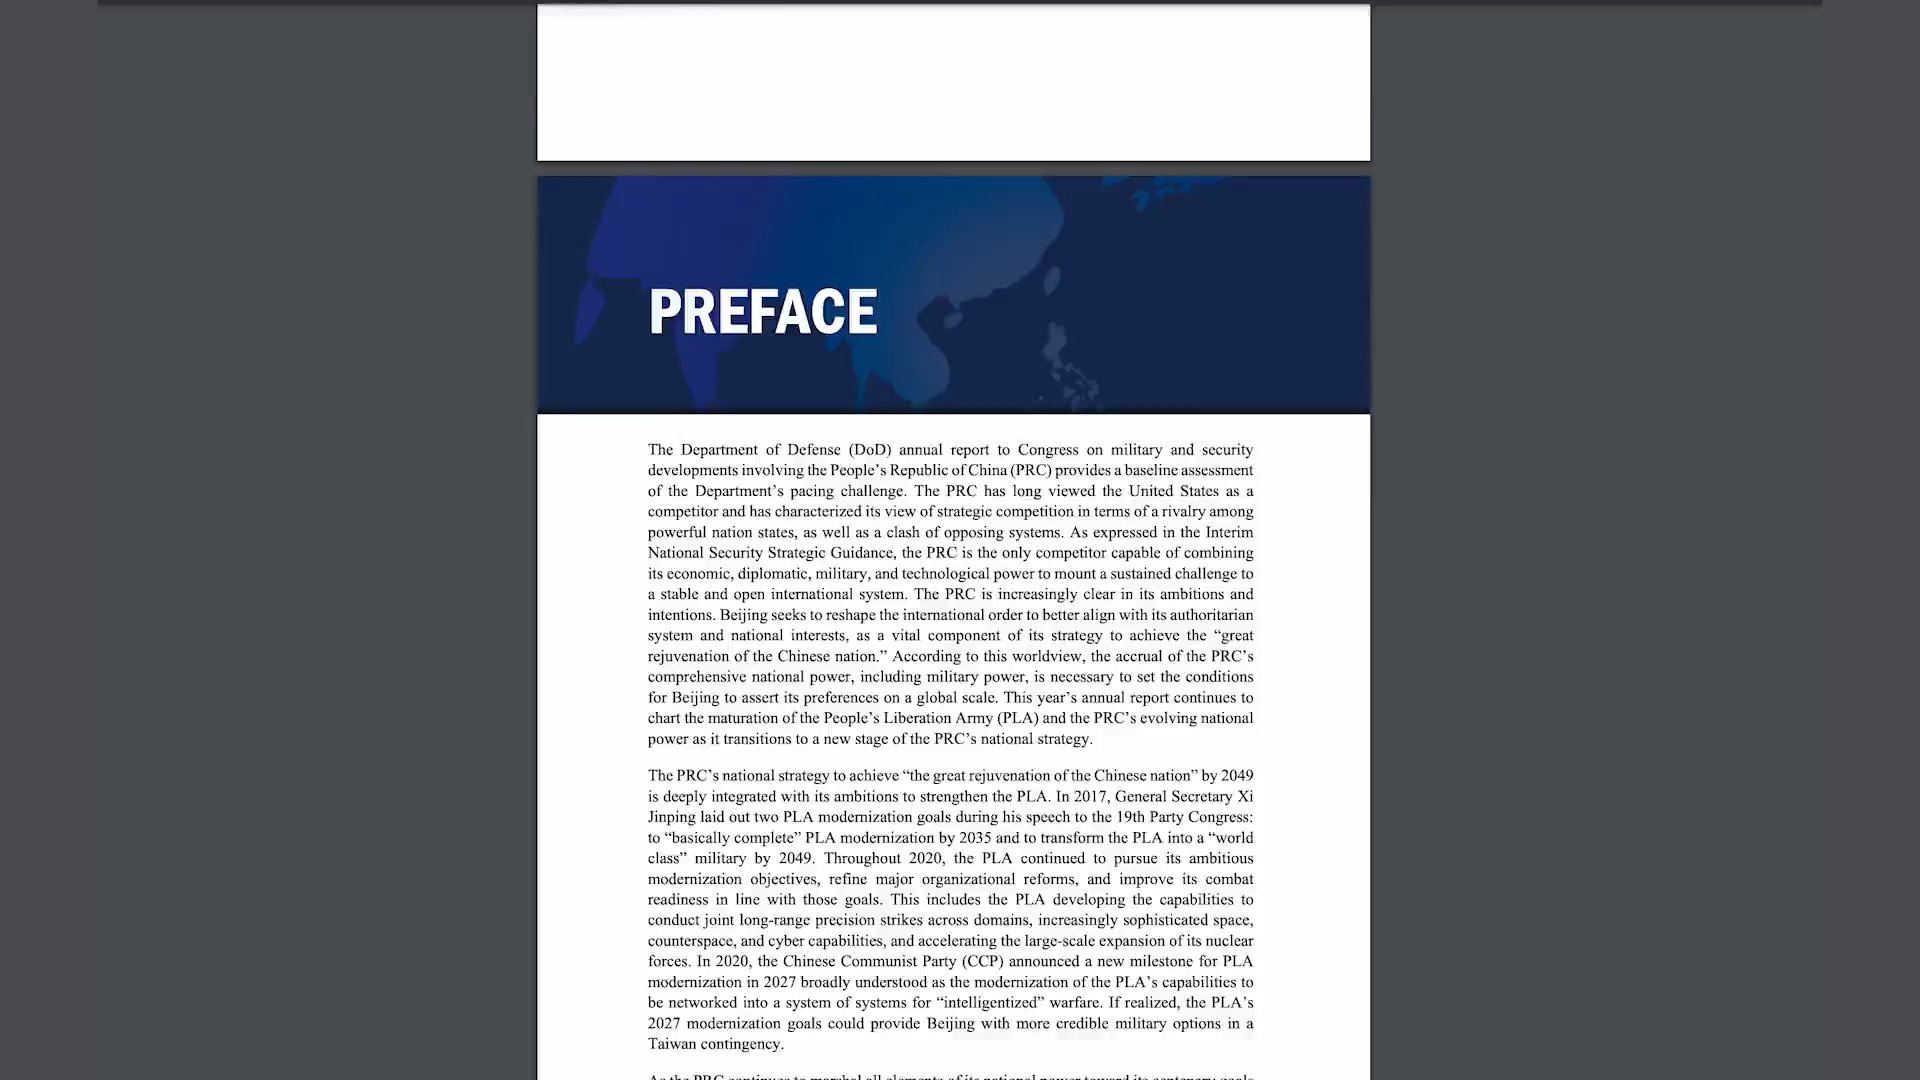 PREFACE
The Department of Defense (DoD) annual report to Congress on military and security
developments involving the People’s Republic of China (PRC) provides a baseline assessment
of the Department’s pacing challenge. The PRC has long viewed the United States as a
competitor and has characterized its view of strategic competition in terms of a rivalry among
powerful nation states, as well as a clash of opposing systems. As expressed in the Interim
National Security Strategic Guidance, the PRC is the only competitor capable of combining
its economic, diplomatic, military, and technological power to mount a sustained challenge to
a stable and open international system. The PRC is increasingly clear in its ambitions and
intentions. Beijing seeks to reshape the international order to better align with its authoritarian
system and national interests, as a vital component of its strategy to achieve the “great
rejuvenation of the Chinese nation.” According to this worldview, the accrual of the PRC’s
comprehensive national power, including military power, is necessary to set the conditions
for Beijing to assert its preferences on a global scale. This year’s annual report continues to
chart the maturation of the People’s Liberation Army (PLA) and the PRC’s evolving national
power as it transitions to a new stage of the PRC’s national strategy.
The PRC’s national strategy to achieve “the great rejuvenation of the Chinese nation” by 2049
is deeply integrated with its ambitions to strengthen the PLA. In 2017, General Secretary Xi
Jinping laid out two PLA modernization goals during his speech to the 19th Party Congress:
to “basically complete” PLA modernization by 2035 and to transform the PLA into a “world
class” military by 2049. Throughout 2020, the PLA continued to pursue its ambitious
modernization objectives, refine major organizational reforms, and improve its combat
readiness in line with those goals. This includes the PLA developing the capabilities to
conduct joint long-range precision strikes across domains, increasingly sophisticated space,
counterspace, and cyber capabilities, and accelerating the large-scale expansion of its nuclear
forces. In 2020, the Chinese Communist Party (CCP) announced a new milestone for PLA
modernization in 2027 broadly understood as the modernization of the PLA’s capabilities to
be networked into a system of systems for “intelligentized” warfare. If realized, the PLA’s
2027 modernization goals could provide Beijing with more credible military options in a
Taiwan contingency.
As the PRC continues to marshal all elements of its national power toward its centenary goals